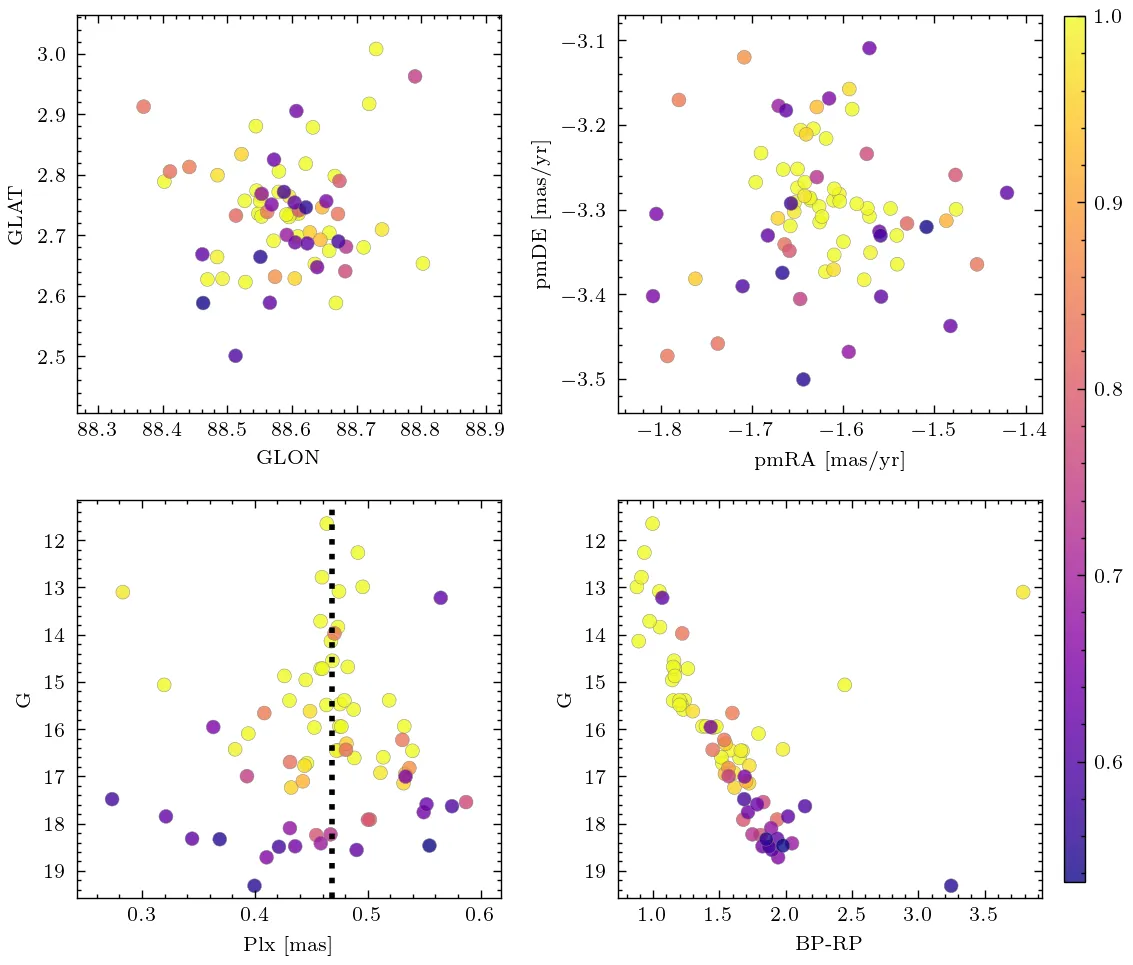 3.0
2.9
2.8
2.7
2.6
2.5
GLAT
88.3 88.4 88.5 88.6 88.7 88.8 88.9
GLON
−3.1
−3.2
−3.3
−3.4
−3.5
pmDE [mas/yr]
−1.8 −1.7 −1.6 −1.5 −1.4
pmRA [mas/yr]
1.0
0.9
0.8
0.7
0.6
12
13
14
15
16
17
18
19
G
0.3 0.4 0.5 0.6
Plx [mas]
12
13
14
15
16
17
18
19
G
1.0 1.5 2.0 2.5 3.0 3.5
BP-RP